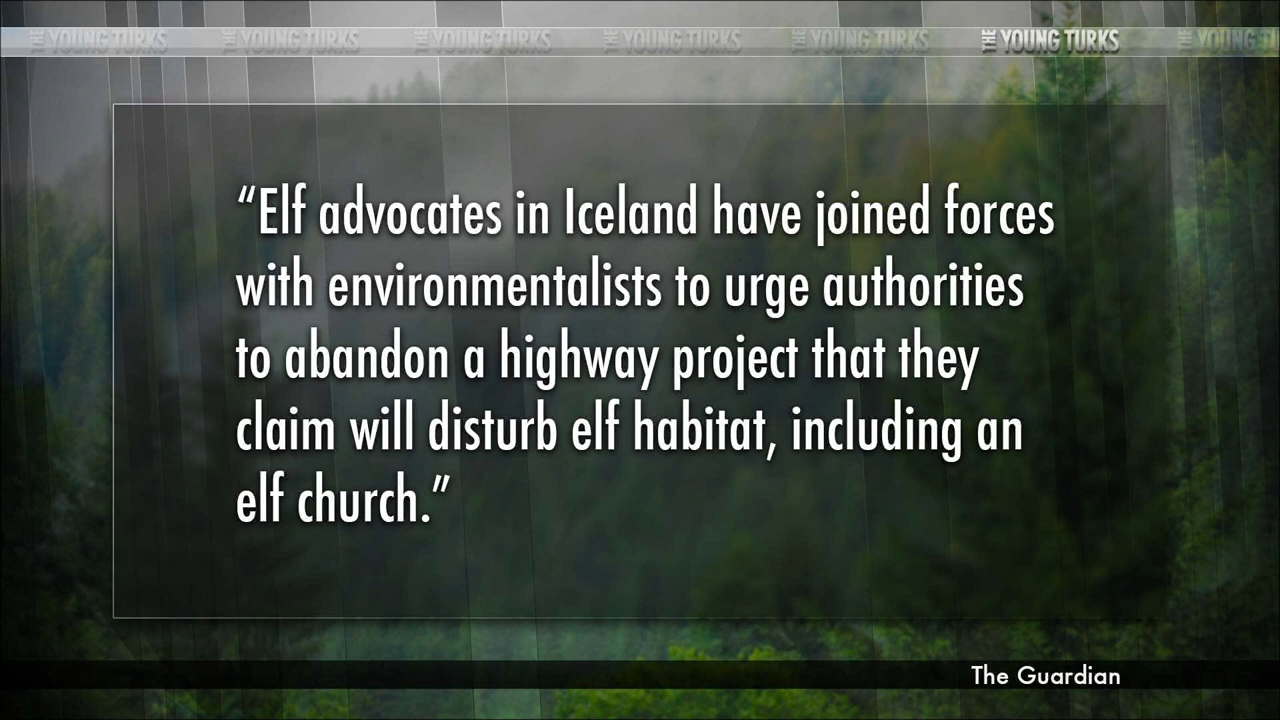 THE YOUNG TURKS THE YOUNG TURKS THE YOUNG TURKS THE YOUNG TURKS THE YOUNG TURKS THE YOUNG TURKS THE YOUNG T
“Elf advocates in Iceland have joined forces
with environmentalists to urge authorities
to abandon a highway project that they
claim will disturb elf habitat, including an
elf church.”
The Guardian